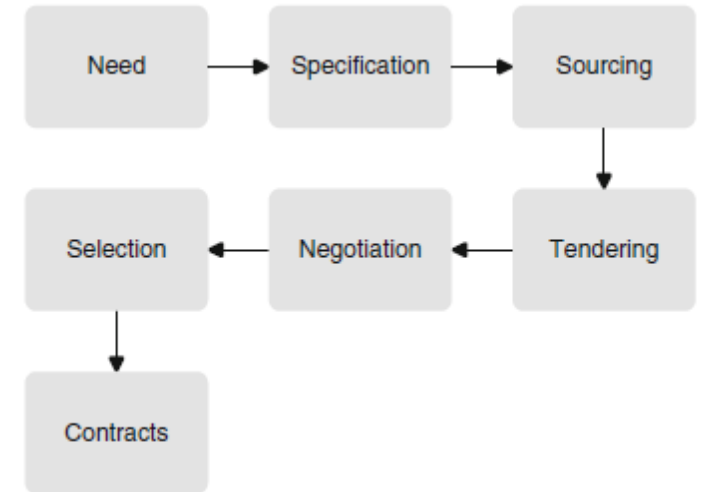 Need
Specification
Sourcing
Tendering
Negotiation
Selection
Contracts